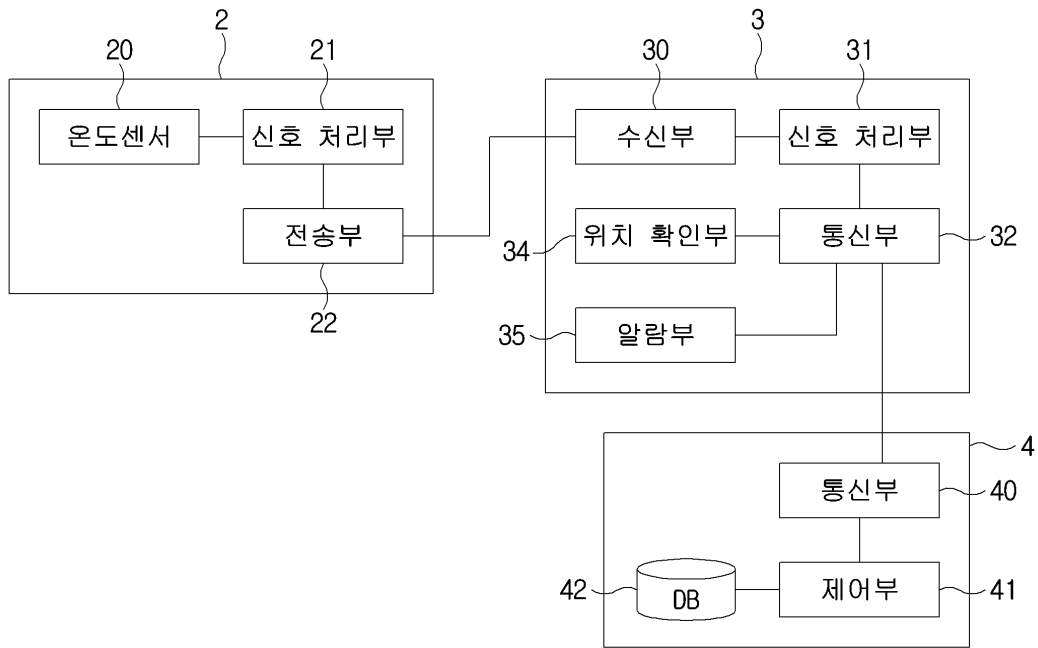 2
3
20
21
30
31
온도센서
신호 처리부
수신부
신호 처리부
전송부
34
위치 확인부
통신부
32
22
35
알람부
4
통신부
40
42
DB
제어부
41